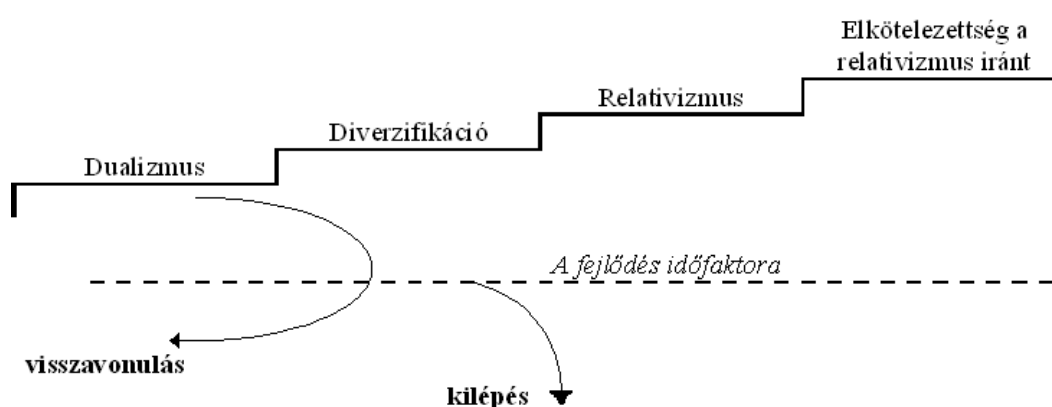 Elkötelezettség a
relativizmus iránt
Relativizmus
Diverzifikáció
Dualizmus
A fejlődés időfaktora
visszavonulás
kilépés